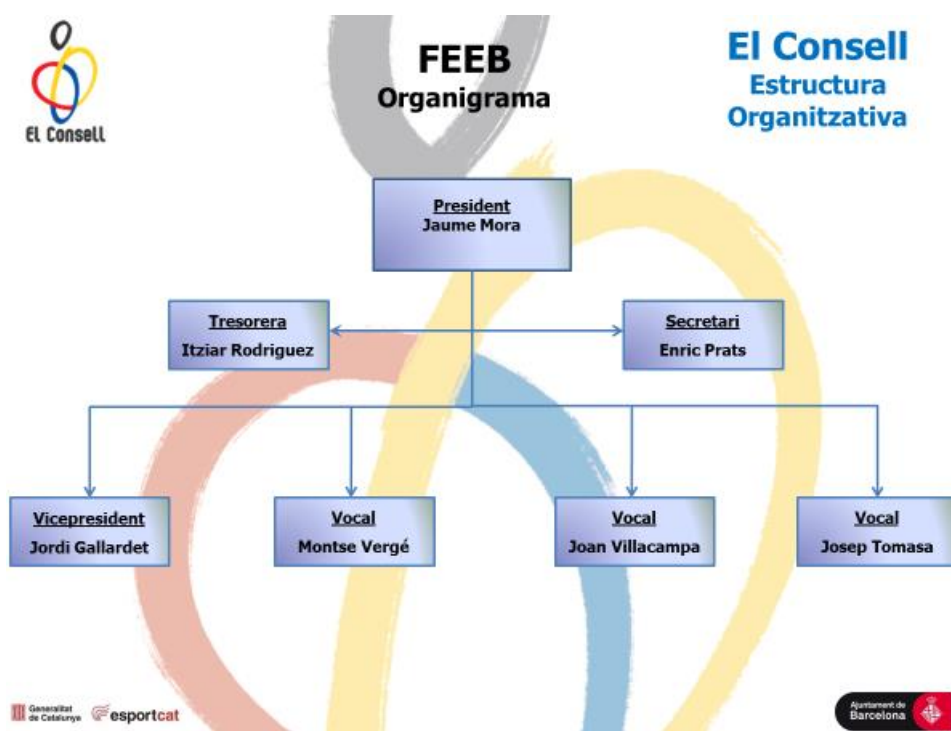 El Consell
FEEB
Organigrama
El Consell
Estructura
Organitzativa
President
Jaume Mora
Tresorera
Itziar Rodriguez
Secretari
Enric Prats
Vicepresident
Jordi Gallardet
Vocal
Montse Vergé
Vocal
Joan Villacampa
Vocal
Josep Tomasa
Generalitat
de Catalunya
esportcat
Ajuntament de
Barcelona